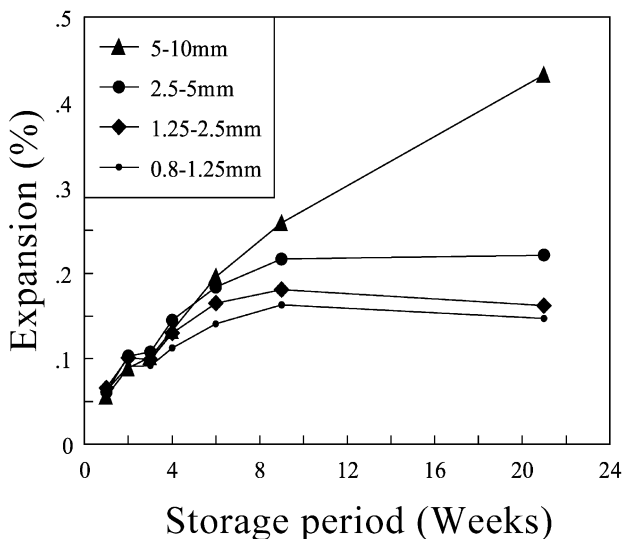 .5
.4
.3
.2
.1
0
Expansion (%)
5-10mm
2.5-5mm
1.25-2.5mm
0.8-1.25mm
0 4 8 12 16 20 24
Storage period (Weeks)